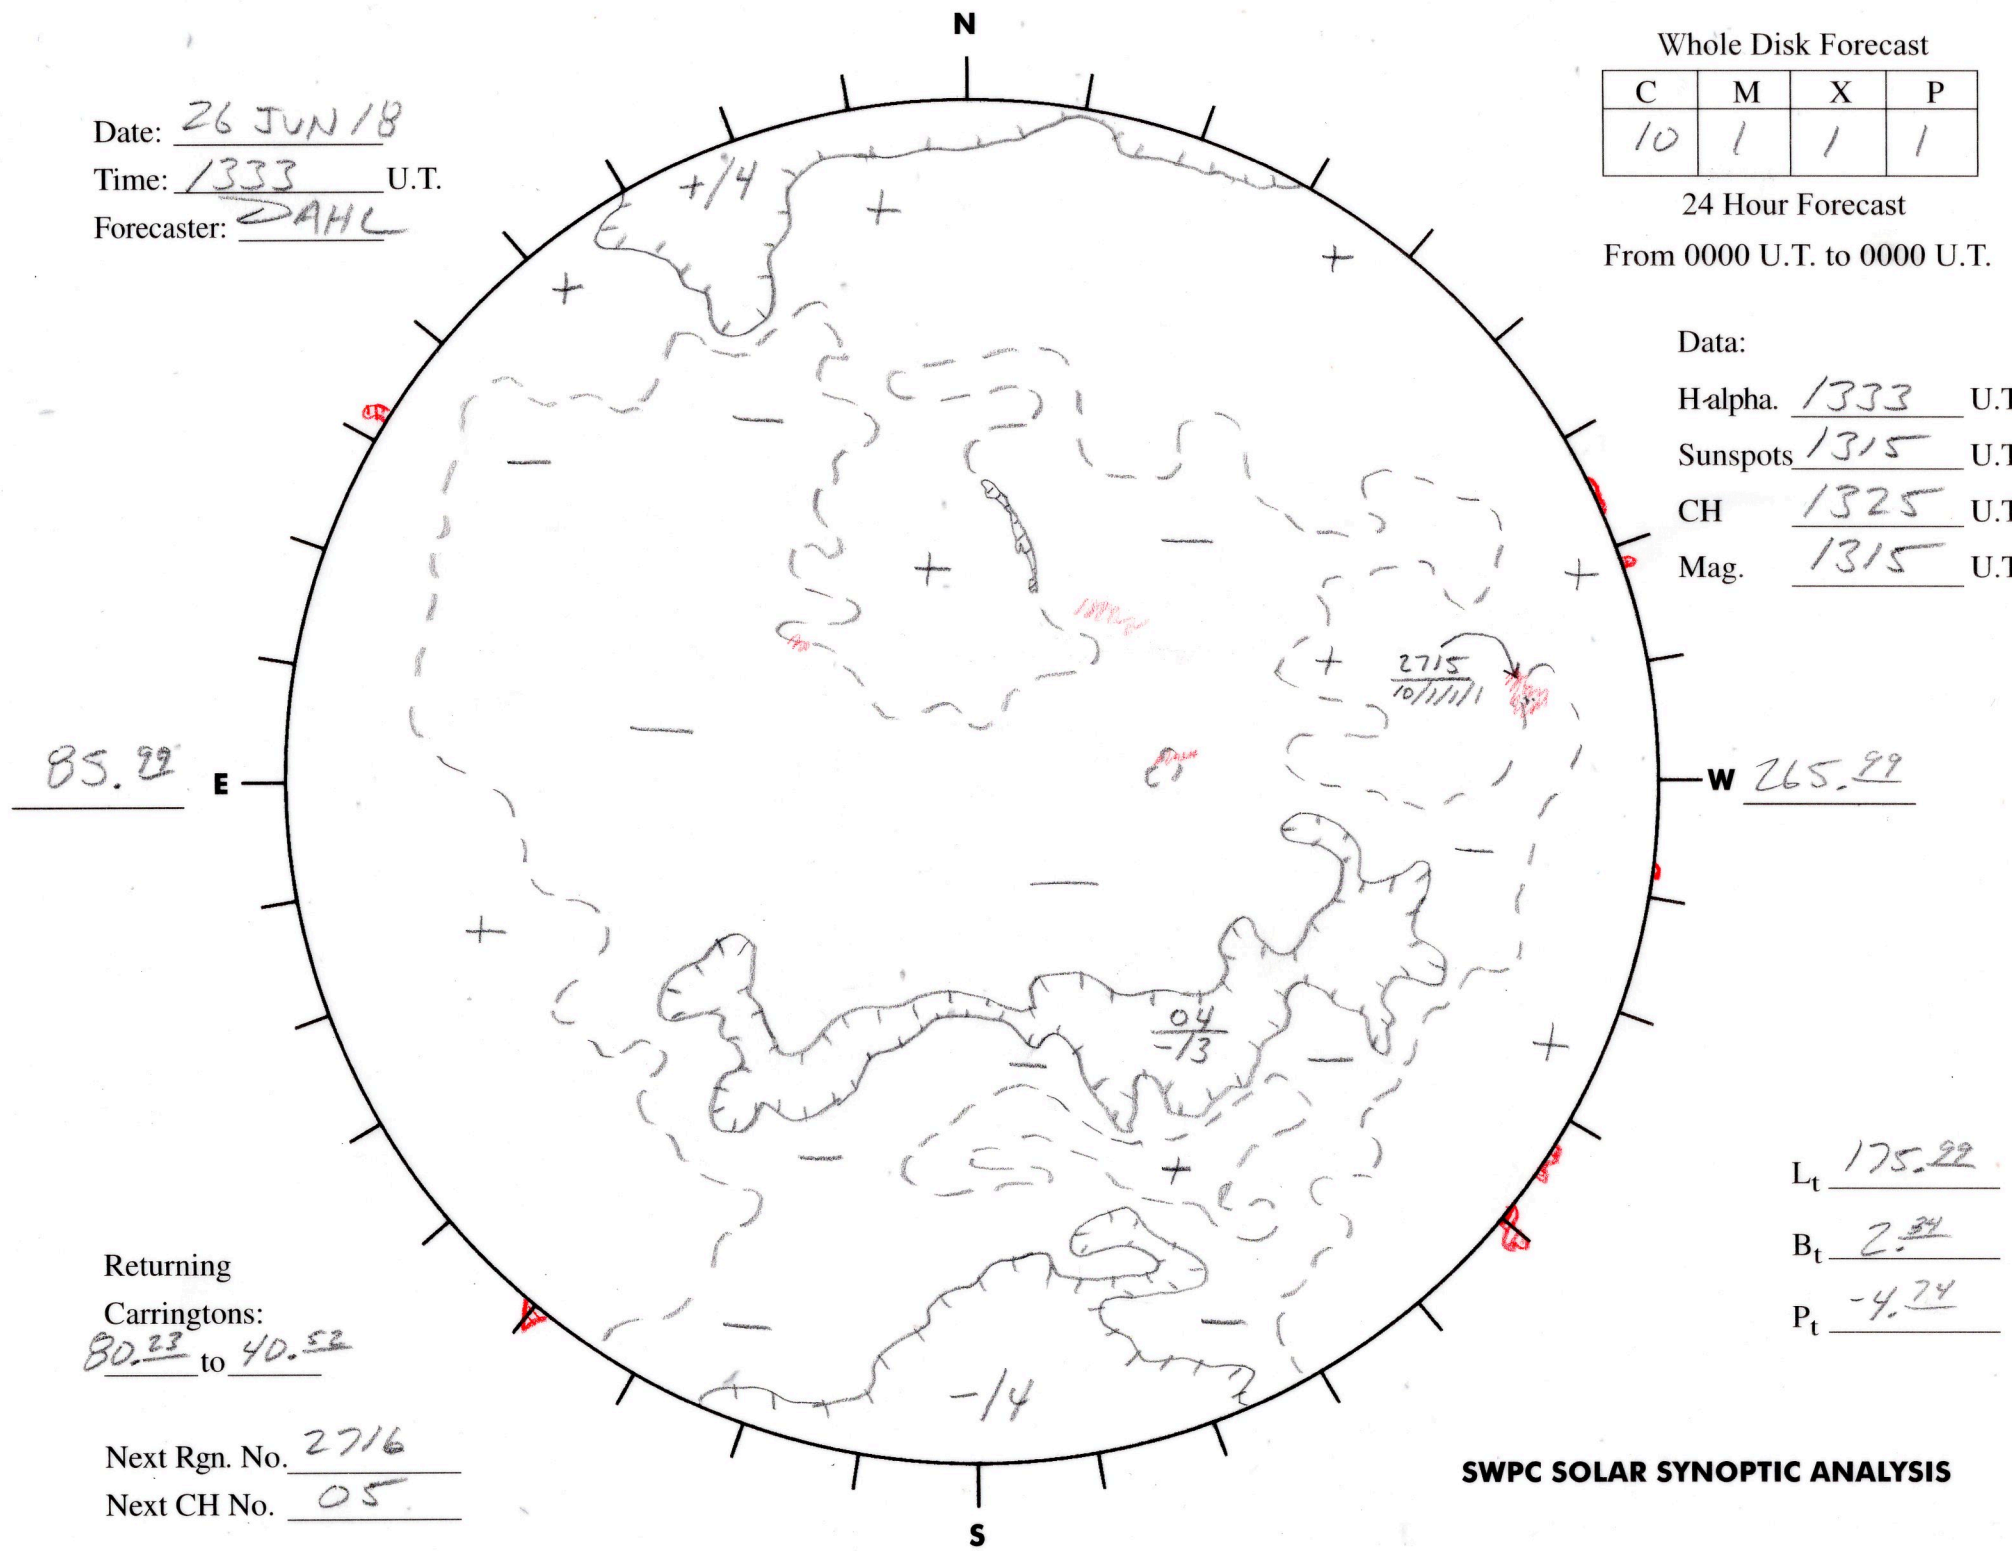 N
Date: 26 JUN 18
Time: 1333 U.T.
Forecaster: DAHL
Whole Disk Forecast
C M X P
10 1 1 1
24 Hour Forecast
From 0000 U.T. to 0000 U.T.
Data:
H-alpha. 1333 U.T
Sunspots 1315 U.T
CH 1325 U.T
Mag. 1315 U.T
+/4
+
+
+
−
−
+
−
+
+
2715
10/1/1/1
−
85.99 E
W 265.99
−
−
+
04
-/3
+
−
−
−
+
−
−
-/4
Lt 175.99
Bt 2.34
Pt -4.74
Returning
Carringtons:
80.23 to 40.52
Next Rgn. No. 2716
Next CH No. 05
SWPC SOLAR SYNOPTIC ANALYSIS
S